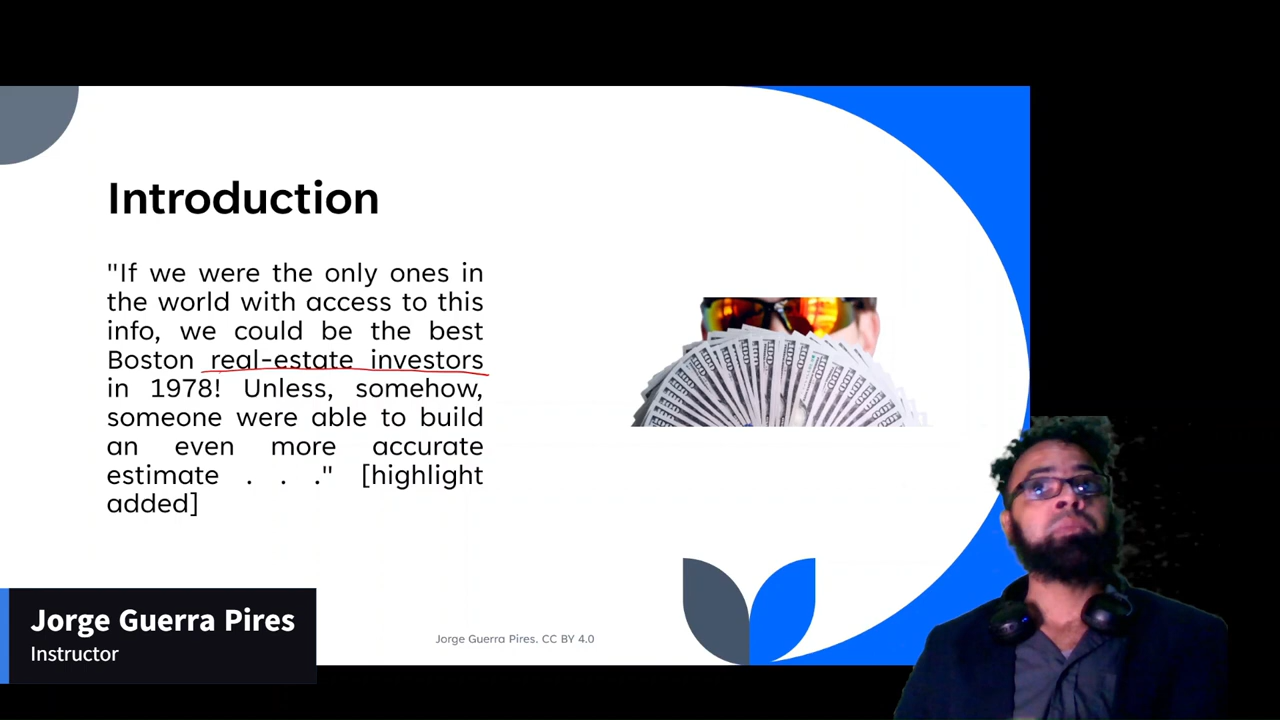 Introduction
"If we were the only ones in
the world with access to this
info, we could be the best
Boston real-estate investors
in 1978! Unless, somehow,
someone were able to build
an even more accurate
estimate . . ." [highlight
added]
Jorge Guerra Pires
Instructor
Jorge Guerra Pires. CC BY 4.0